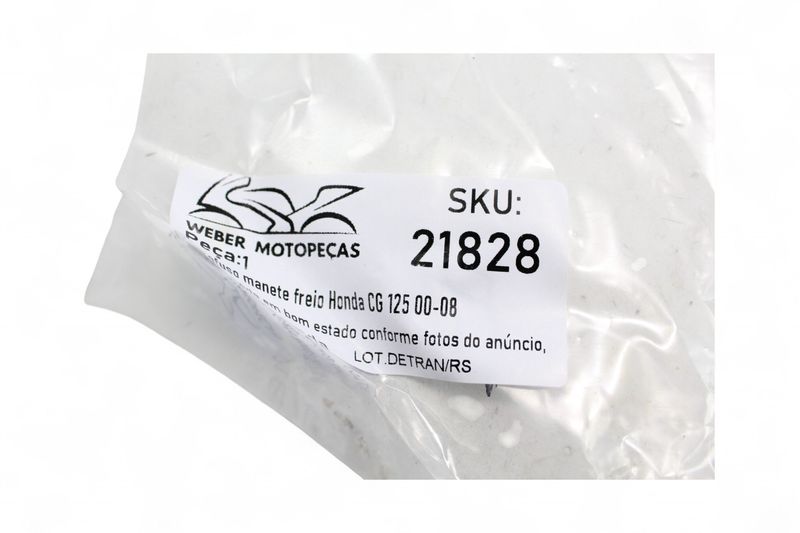 SKU:
21828
WEBER MOTOPEÇAS
Peça:1
manete freio Honda CG 125 00-08
em bom estado conforme fotos do anúncio,
LOT.DETRAN/RS